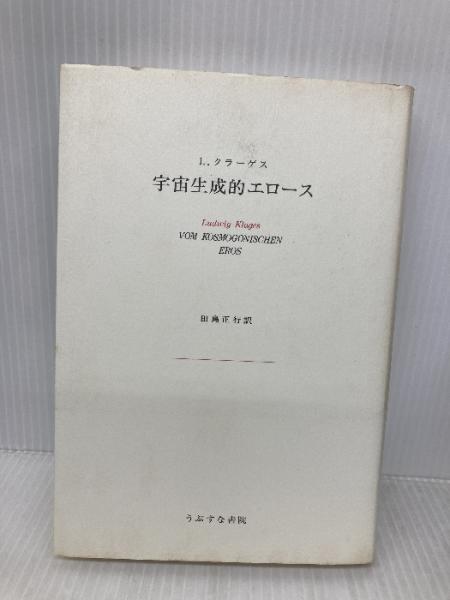 L. クラーゲス
宇宙生成的エロース
Ludwig Klages
VOM KOSMOGONISCHEN
EROS
田島正行訳
うぶすな書院